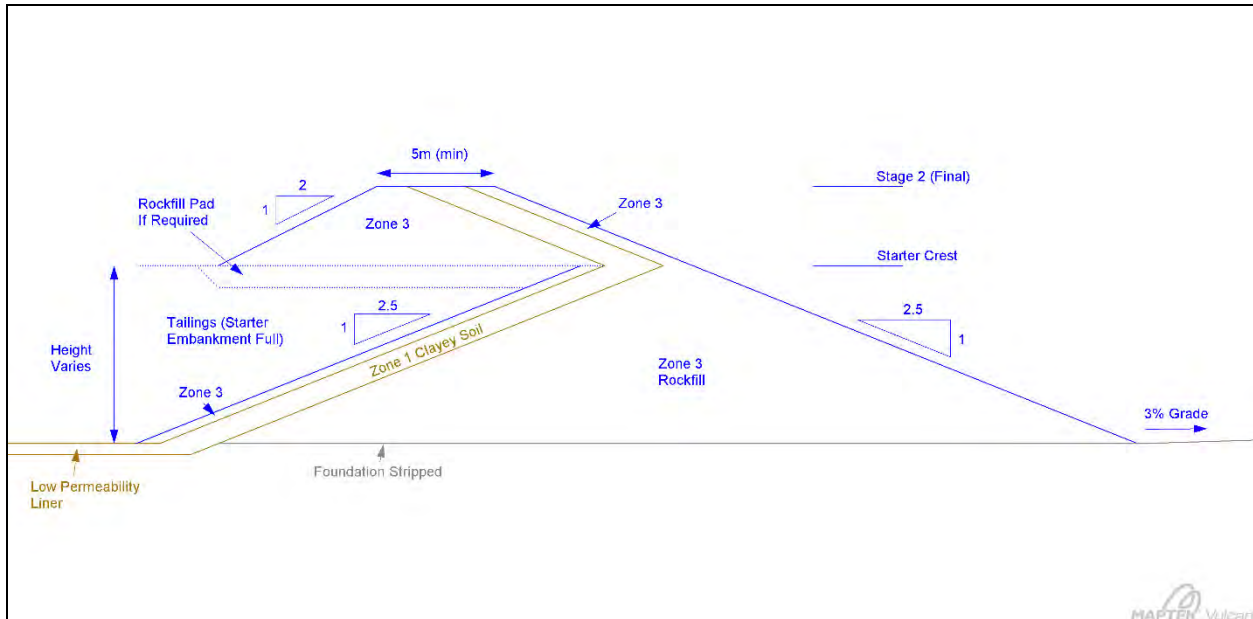 5m (min)
Stage 2 (Final)
2
1
Rockfill Pad
If Required
Zone 3
Zone 3
Starter Crest
2.5
1
Tailings (Starter
Embankment Full)
2.5
1
Height
Varies
Zone 1 Clayey Soil
Zone 3
Rockfill
Zone 3
3% Grade
Foundation Stripped
Low Permeability
Liner
MAPTEK Vulcan